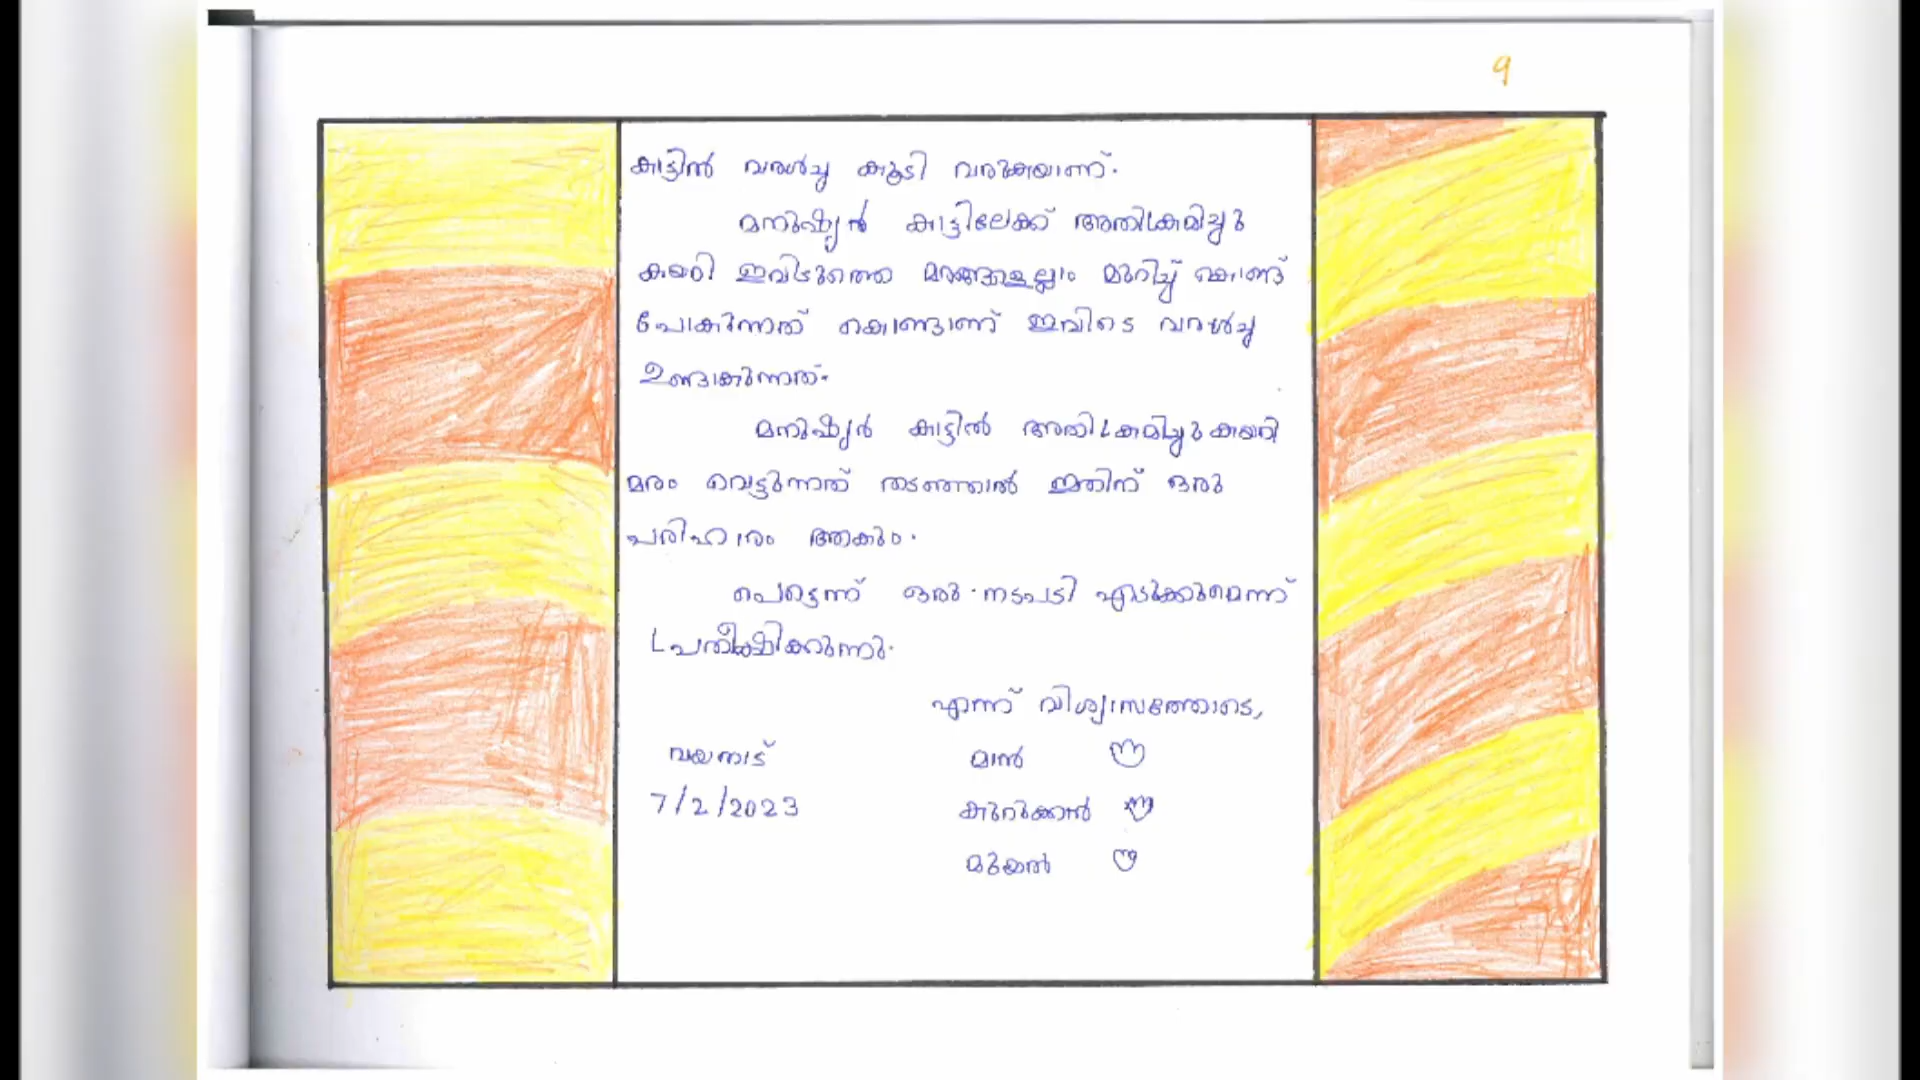 9
കാട്ടിൽ വരൾച്ച കൂടി വരുകയാണ്.
മനുഷ്യൻ കാട്ടിലേക്ക് അതിക്രമിച്ചു
കയറി ഇവിടുത്തെ മരങ്ങളെല്ലാം മുറിച്ച് കൊണ്ട്
പോകുന്നത് കൊണ്ടാണ് ഇവിടെ വരൾച്ച
ഉണ്ടാകുന്നത്.
മനുഷ്യർ കാട്ടിൽ അതിക്രമിച്ചു കയറി
മരം വെട്ടുന്നത് തടഞ്ഞാൽ ഇതിന് ഒരു
പരിഹാരം ആകും.
പെട്ടെന്ന് ഒരു നടപടി എടുക്കുമെന്ന്
പ്രതീക്ഷിക്കുന്നു.
എന്ന് വിശ്വാസത്തോടെ,
വയനാട് മാൻ
7/2/2023 കുറുക്കൻ
മുയൽ